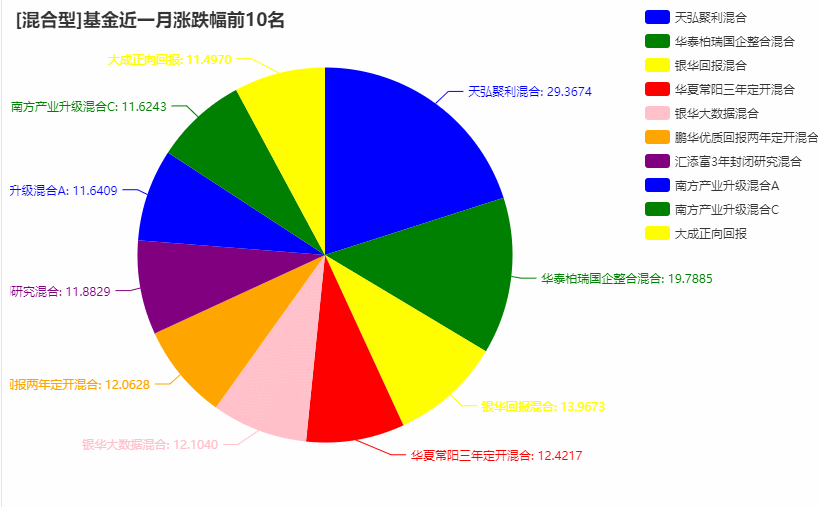 [混合型]基金近一月涨跌幅前10名
天弘聚利混合
华泰柏瑞国企整合混合
银华回报混合
华夏常阳三年定开混合
银华大数据混合
鹏华优质回报两年定开混合
汇添富3年封闭研究混合
南方产业升级混合A
南方产业升级混合C
大成正向回报
大成正向回报: 11.4970
天弘聚利混合: 29.3674
南方产业升级混合C: 11.6243
升级混合A: 11.6409
华泰柏瑞国企整合混合: 19.7885
研究混合: 11.8829
回报两年定开混合: 12.0628
银华回报混合: 13.9673
银华大数据混合: 12.1040
华夏常阳三年定开混合: 12.4217